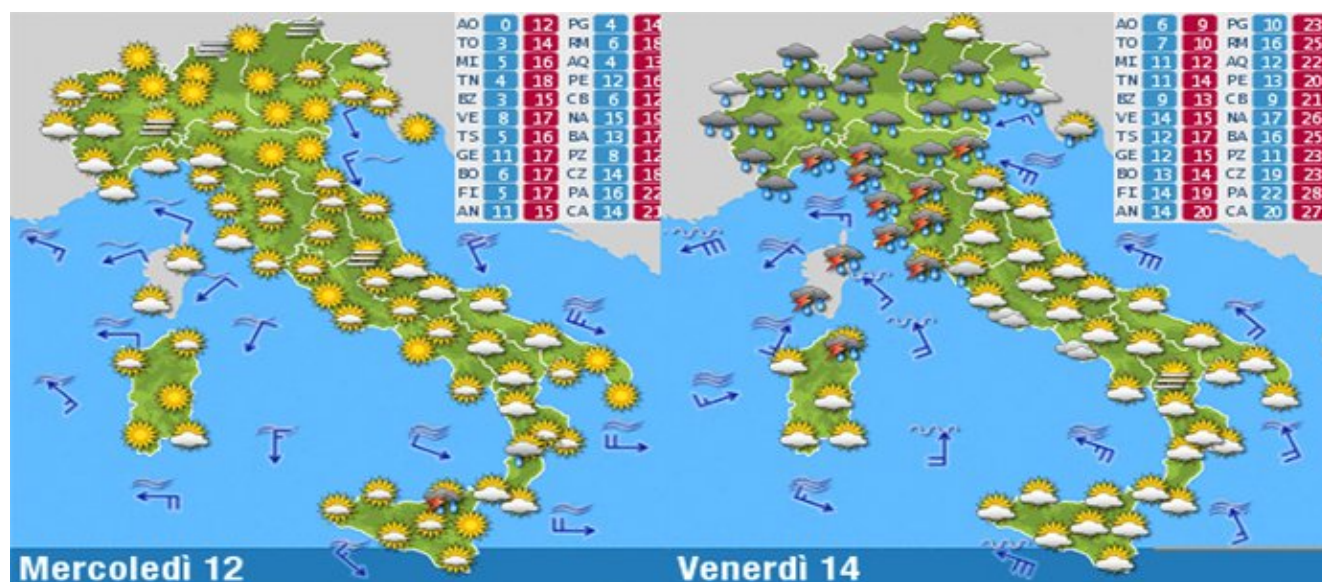 AO 0 12 PG 4 14
TO 3 14 RM 6 18
MI 5 16 AQ 4 13
TN 4 18 PE 12 16
BZ 3 15 CB 6 12
VE 8 17 NA 15 19
TS 5 16 BA 13 17
GE 11 17 PZ 8 12
BO 6 17 CZ 14 18
FI 5 17 PA 16 22
AN 11 15 CA 14 21
Mercoledì 12
AO 6 9 PG 10 23
TO 7 10 RM 16 25
MI 11 12 AQ 12 22
TN 11 14 PE 13 20
BZ 9 13 CB 9 21
VE 14 15 NA 17 26
TS 12 17 BA 16 25
GE 12 15 PZ 11 23
BO 13 14 CZ 19 23
FI 14 19 PA 22 28
AN 14 20 CA 20 27
Venerdì 14